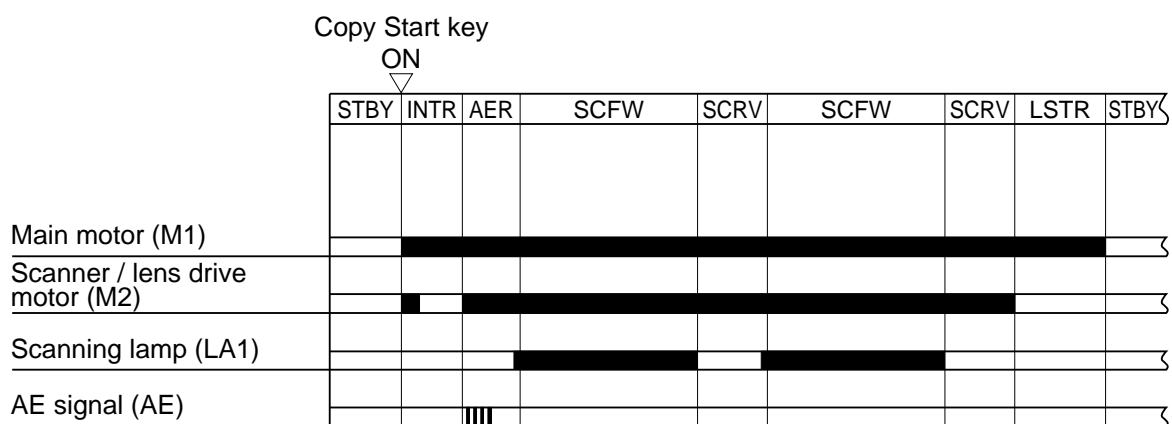 Copy Start key
ON
STBY INTR AER SCFW SCRV SCFW SCRV LSTR STBY
Main motor (M1)
Scanner / lens drive
motor (M2)
Scanning lamp (LA1)
AE signal (AE)